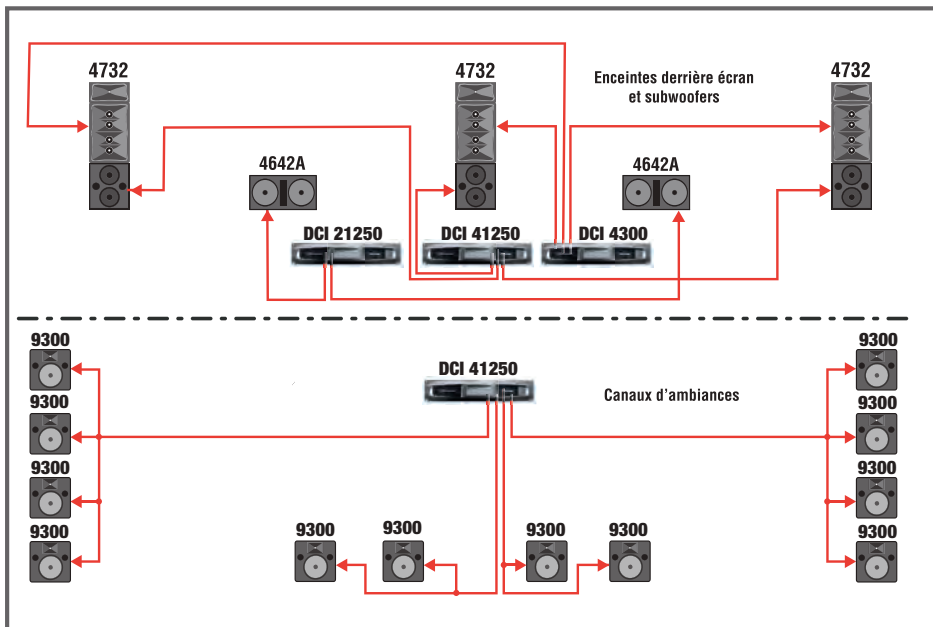 4732
4732
4732
Enceintes derrière écran
et subwoofers
4642A
4642A
DCI 21250
DCI 41250
DCI 4300
9300
9300
DCI 41250
Canaux d'ambiances
9300
9300
9300
9300
9300
9300
9300
9300
9300
9300